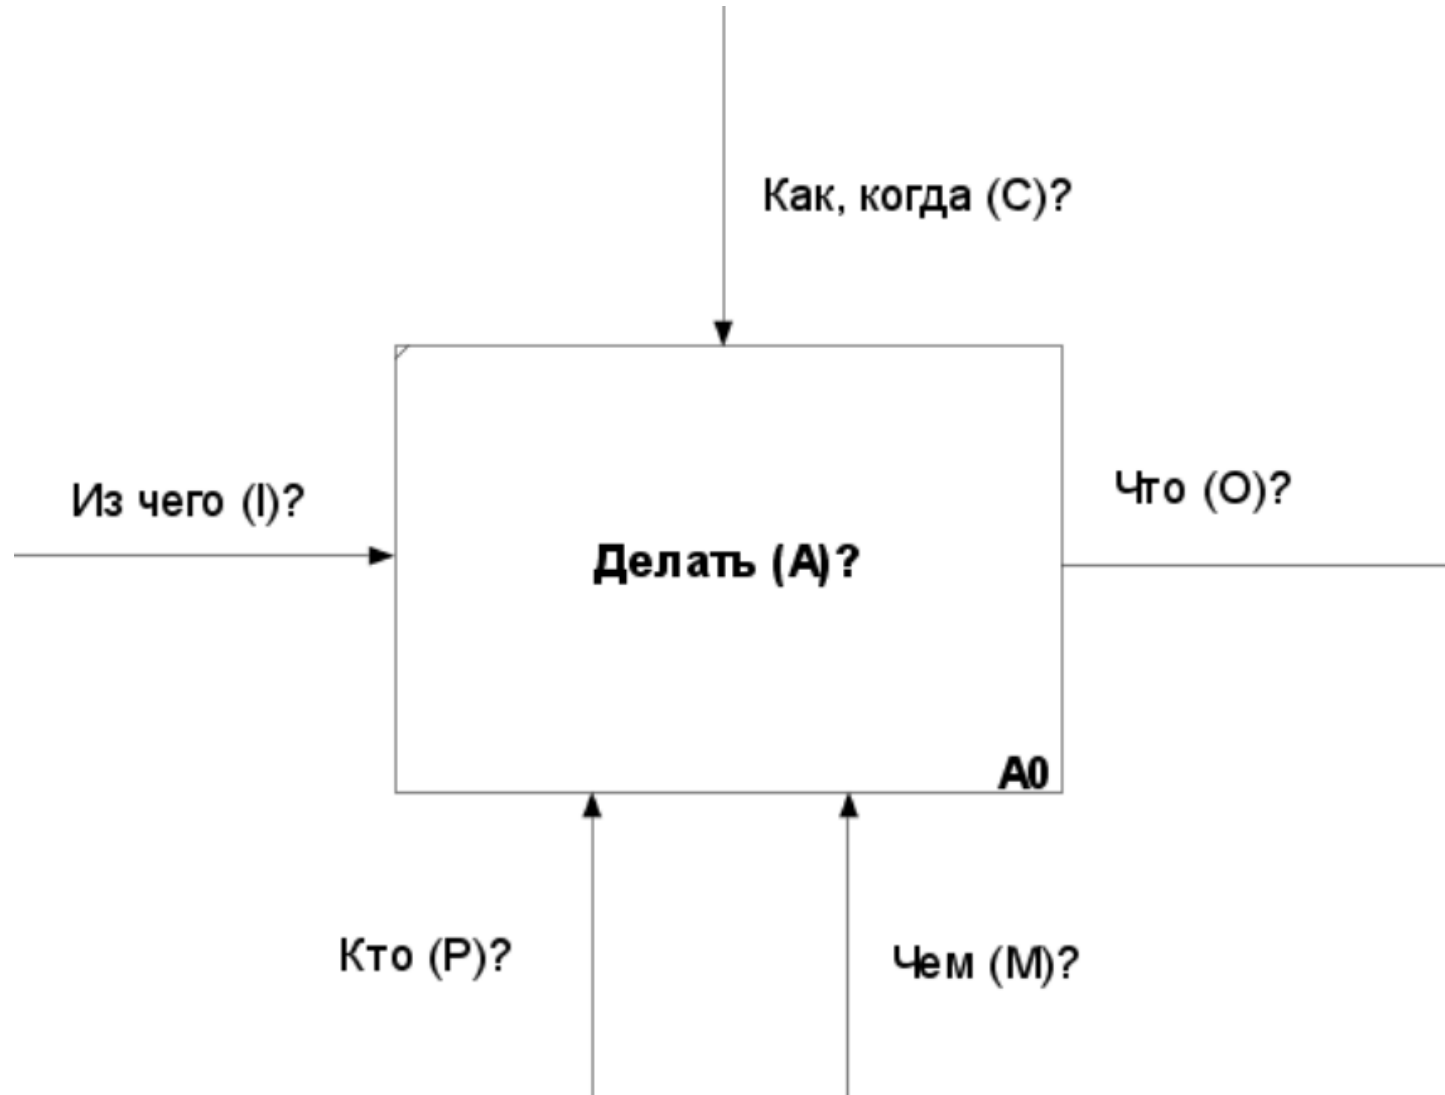 Как, когда (C)?
Из чего (I)?
Что (O)?
Делать (A)?
A0
Кто (P)?
Чем (M)?